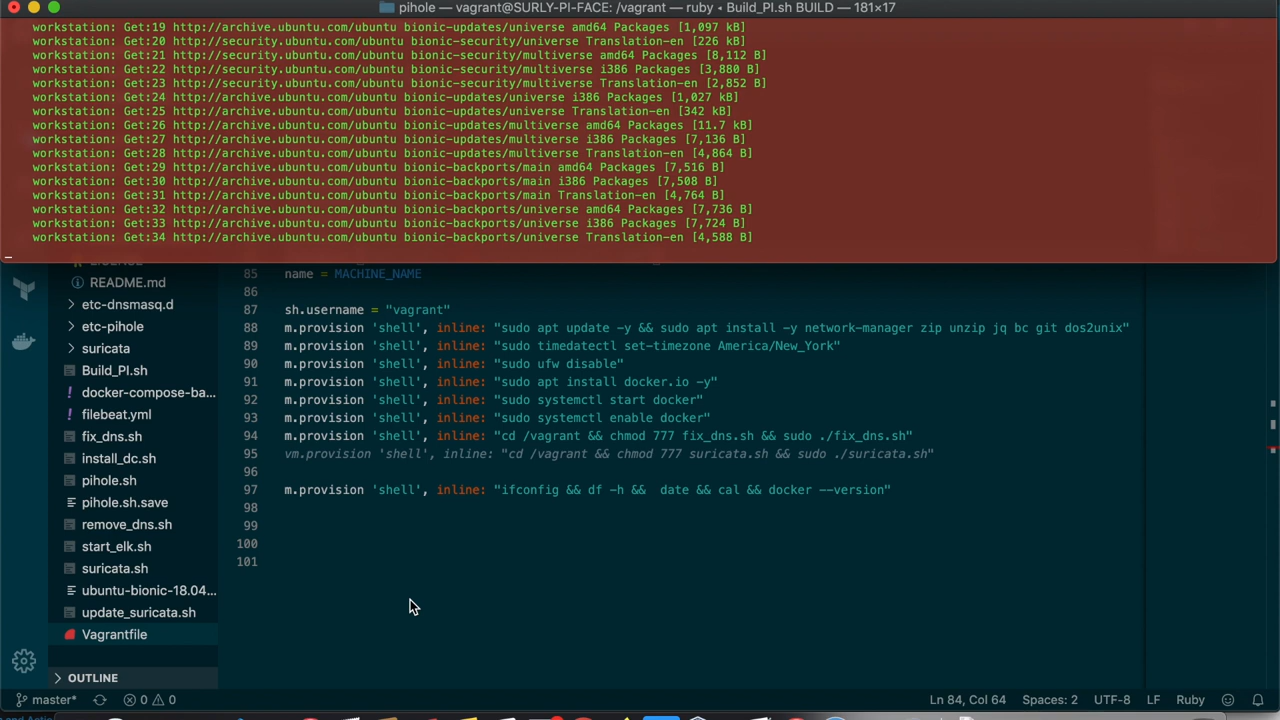 pihole — vagrant@SURLY-PI-FACE: /vagrant — ruby ◂ Build_PI.sh BUILD — 181×17
workstation: Get:19 http://archive.ubuntu.com/ubuntu bionic-updates/universe amd64 Packages [1,097 kB]
workstation: Get:20 http://security.ubuntu.com/ubuntu bionic-security/universe Translation-en [226 kB]
workstation: Get:21 http://security.ubuntu.com/ubuntu bionic-security/multiverse amd64 Packages [8,112 B]
workstation: Get:22 http://security.ubuntu.com/ubuntu bionic-security/multiverse i386 Packages [3,880 B]
workstation: Get:23 http://security.ubuntu.com/ubuntu bionic-security/multiverse Translation-en [2,852 B]
workstation: Get:24 http://archive.ubuntu.com/ubuntu bionic-updates/universe i386 Packages [1,027 kB]
workstation: Get:25 http://archive.ubuntu.com/ubuntu bionic-updates/universe Translation-en [342 kB]
workstation: Get:26 http://archive.ubuntu.com/ubuntu bionic-updates/multiverse amd64 Packages [11.7 kB]
workstation: Get:27 http://archive.ubuntu.com/ubuntu bionic-updates/multiverse i386 Packages [7,136 B]
workstation: Get:28 http://archive.ubuntu.com/ubuntu bionic-updates/multiverse Translation-en [4,864 B]
workstation: Get:29 http://archive.ubuntu.com/ubuntu bionic-backports/main amd64 Packages [7,516 B]
workstation: Get:30 http://archive.ubuntu.com/ubuntu bionic-backports/main i386 Packages [7,508 B]
workstation: Get:31 http://archive.ubuntu.com/ubuntu bionic-backports/main Translation-en [4,764 B]
workstation: Get:32 http://archive.ubuntu.com/ubuntu bionic-backports/universe amd64 Packages [7,736 B]
workstation: Get:33 http://archive.ubuntu.com/ubuntu bionic-backports/universe i386 Packages [7,724 B]
workstation: Get:34 http://archive.ubuntu.com/ubuntu bionic-backports/universe Translation-en [4,588 B]
README.md
etc-dnsmasq.d
etc-pihole
suricata
Build_PI.sh
docker-compose-ba...
filebeat.yml
fix_dns.sh
install_dc.sh
pihole.sh
pihole.sh.save
remove_dns.sh
start_elk.sh
suricata.sh
ubuntu-bionic-18.04...
update_suricata.sh
Vagrantfile
OUTLINE
85 name = MACHINE_NAME
86
87 sh.username = "vagrant"
88 m.provision 'shell', inline: "sudo apt update -y && sudo apt install -y network-manager zip unzip jq bc git dos2unix"
89 m.provision 'shell', inline: "sudo timedatectl set-timezone America/New_York"
90 m.provision 'shell', inline: "sudo ufw disable"
91 m.provision 'shell', inline: "sudo apt install docker.io -y"
92 m.provision 'shell', inline: "sudo systemctl start docker"
93 m.provision 'shell', inline: "sudo systemctl enable docker"
94 m.provision 'shell', inline: "cd /vagrant && chmod 777 fix_dns.sh && sudo ./fix_dns.sh"
95 vm.provision 'shell', inline: "cd /vagrant && chmod 777 suricata.sh && sudo ./suricata.sh"
96
97 m.provision 'shell', inline: "ifconfig && df -h &&  date && cal && docker --version"
98
99
100
101
master* 0 0 Ln 84, Col 64 Spaces: 2 UTF-8 LF Ruby